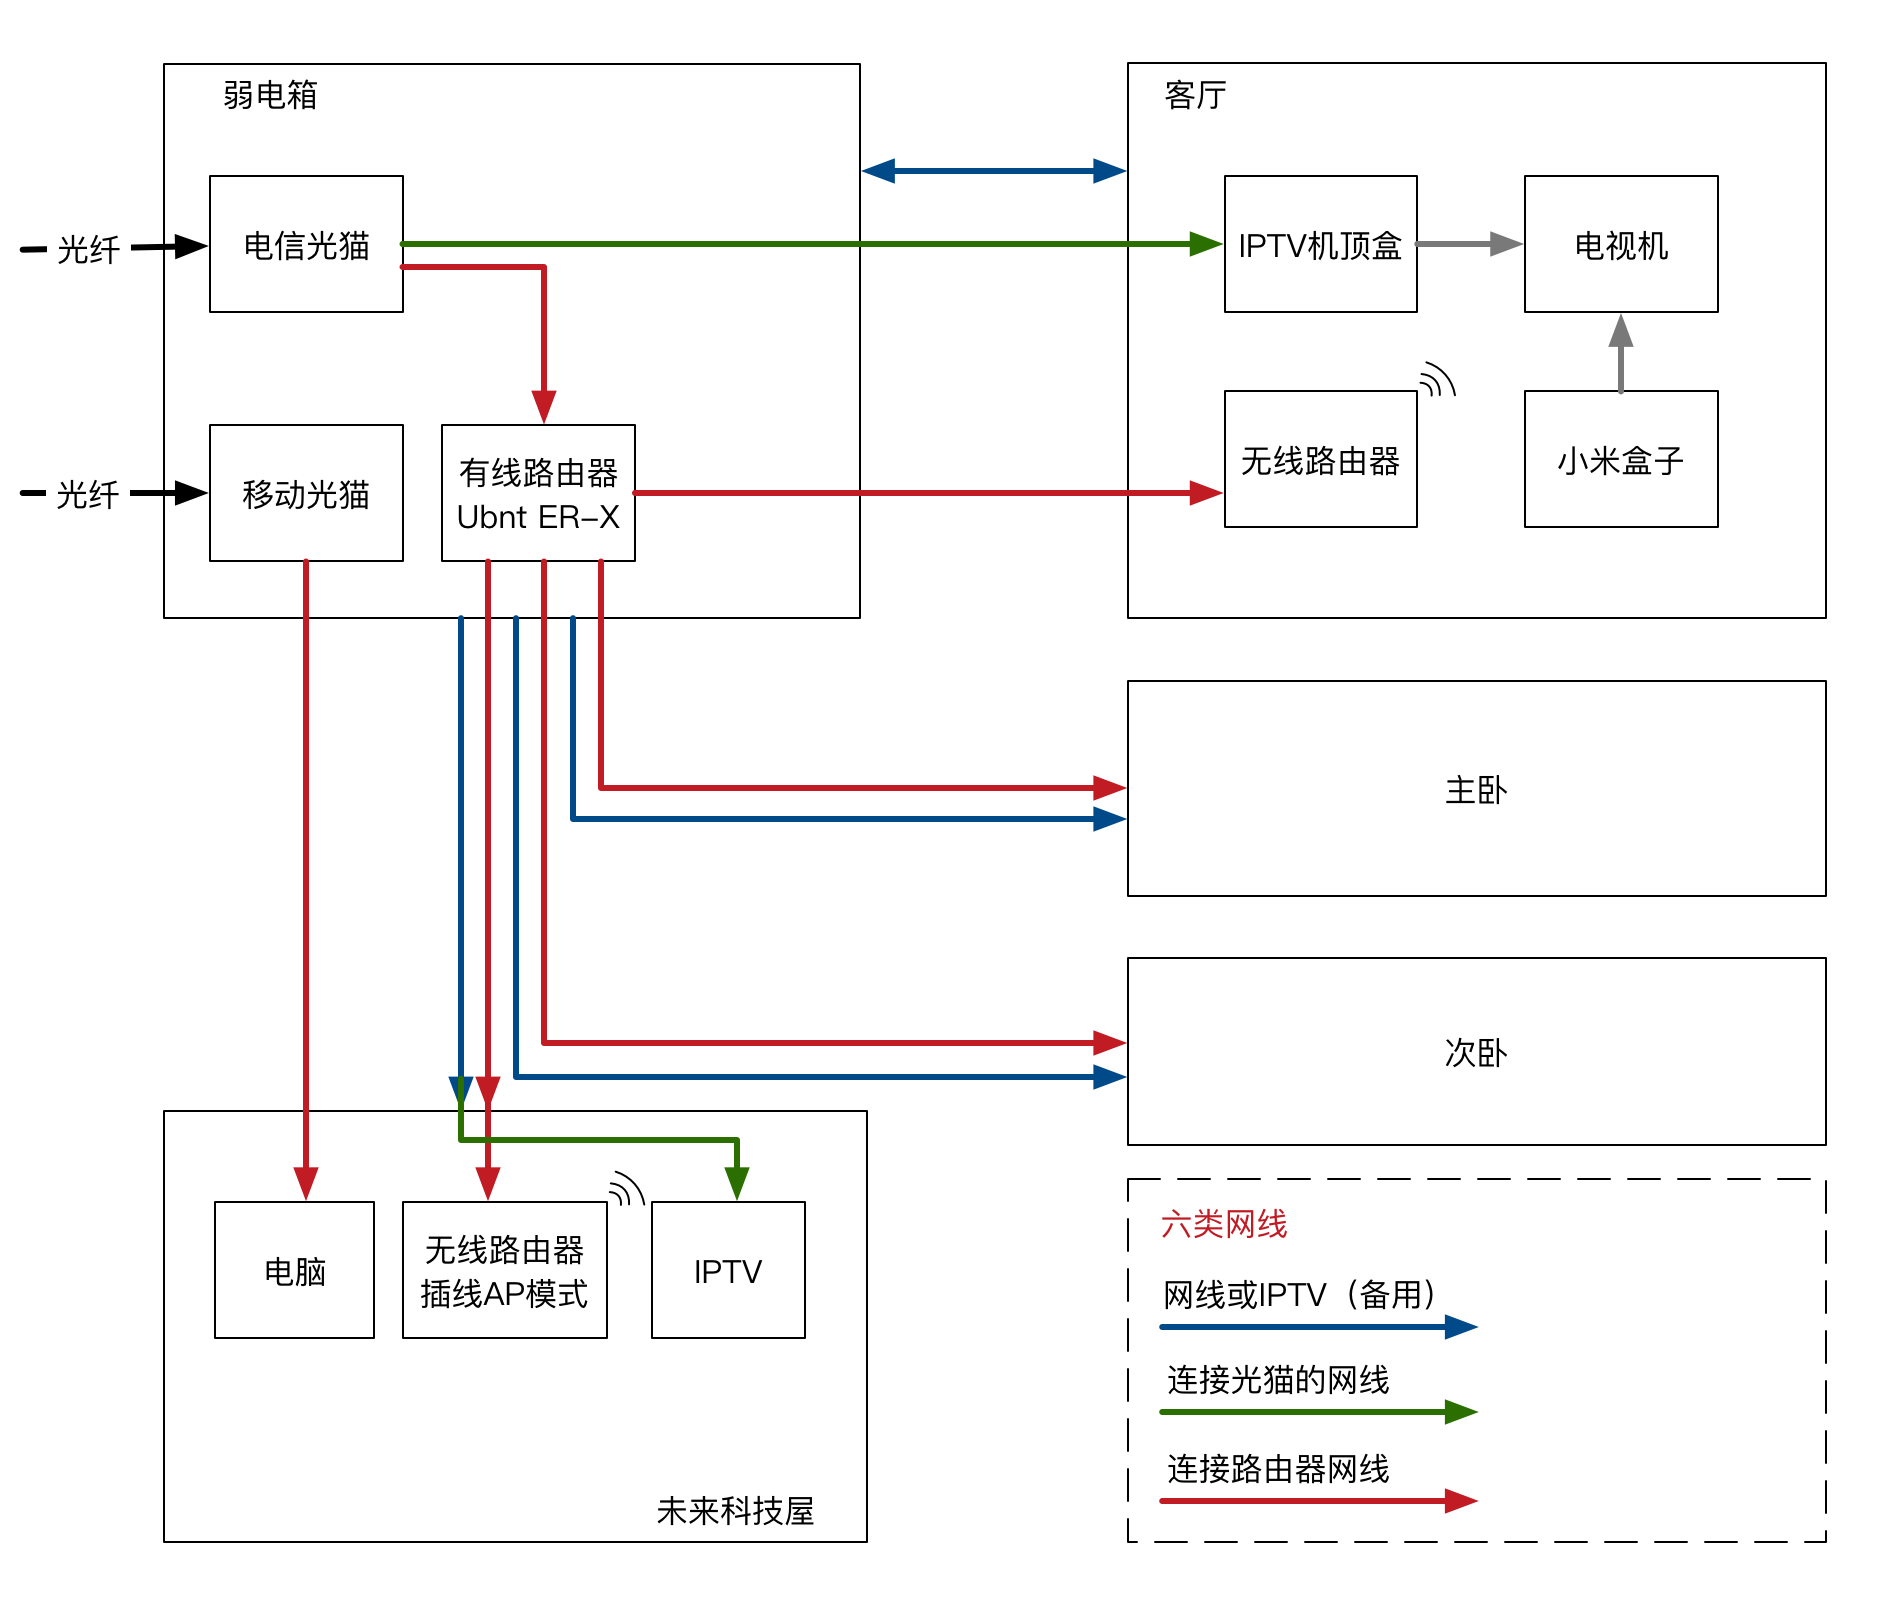 弱电箱
光纤
电信光猫
光纤
移动光猫
有线路由器
Ubnt ER-X
客厅
IPTV机顶盒
电视机
无线路由器
小米盒子
主卧
次卧
电脑
无线路由器
插线AP模式
IPTV
未来科技屋
六类网线
网线或IPTV（备用）
连接光猫的网线
连接路由器网线